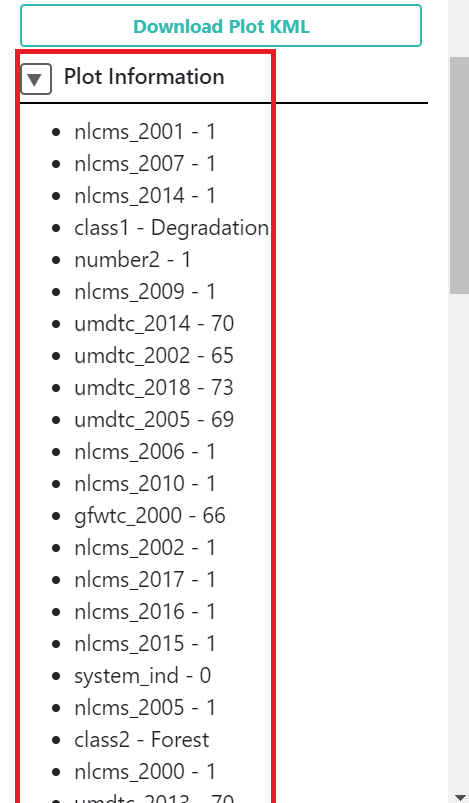 Download Plot KML
Plot Information
nlcms_2001 - 1
nlcms_2007 - 1
nlcms_2014 - 1
class1 - Degradation
number2 - 1
nlcms_2009 - 1
umdtc_2014 - 70
umdtc_2002 - 65
umdtc_2018 - 73
umdtc_2005 - 69
nlcms_2006 - 1
nlcms_2010 - 1
gfwtc_2000 - 66
nlcms_2002 - 1
nlcms_2017 - 1
nlcms_2016 - 1
nlcms_2015 - 1
system_ind - 0
nlcms_2005 - 1
class2 - Forest
nlcms_2000 - 1
umdtc_2013 - 70